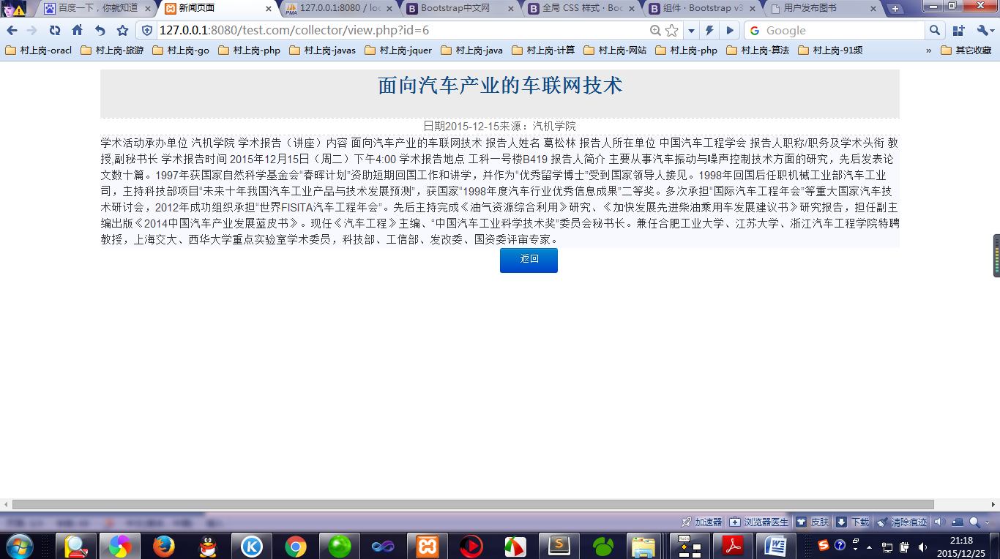 百度一下，你就知道
新闻页面
127.0.0.1:8080 / loc
Bootstrap中文网
全局 CSS 样式 · Boo
组件 · Bootstrap v3
用户发布图书
127.0.0.1:8080/test.com/collector/view.php?id=6
Google
村上岗-oracl 村上岗-旅游 村上岗-go 村上岗-php 村上岗-javas 村上岗-jquer 村上岗-java 村上岗-计算 村上岗-网站 村上岗-php 村上岗-算法 村上岗-91频 » 其它收藏
面向汽车产业的车联网技术
日期2015-12-15来源：汽机学院
学术活动承办单位 汽机学院 学术报告（讲座）内容 面向汽车产业的车联网技术 报告人姓名 葛松林 报告人所在单位 中国汽车工程学会 报告人职称/职务及学术头衔 教
授,副秘书长 学术报告时间 2015年12月15日（周二）下午4:00 学术报告地点 工科一号楼B419 报告人简介 主要从事汽车振动与噪声控制技术方面的研究，先后发表论
文数十篇。1997年获国家自然科学基金会“春晖计划”资助短期回国工作和讲学，并作为“优秀留学博士”受到国家领导人接见。1998年回国后任职机械工业部汽车工业
司，主持科技部项目“未来十年我国汽车工业产品与技术发展预测”，获国家“1998年度汽车行业优秀信息成果”二等奖。多次承担“国际汽车工程年会”等重大国家汽车技
术研讨会，2012年成功组织承担“世界FISITA汽车工程年会”。先后主持完成《油气资源综合利用》研究、《加快发展先进柴油乘用车发展建议书》研究报告，担任副主
编出版《2014中国汽车产业发展蓝皮书》。现任《汽车工程》主编、“中国汽车工业科学技术奖”委员会秘书长。兼任合肥工业大学、江苏大学、浙江汽车工程学院特聘
教授，上海交大、西华大学重点实验室学术委员，科技部、工信部、发改委、国资委评审专家。
返回
加速器 浏览器医生 皮肤 下载 清除痕迹
21:18
2015/12/25